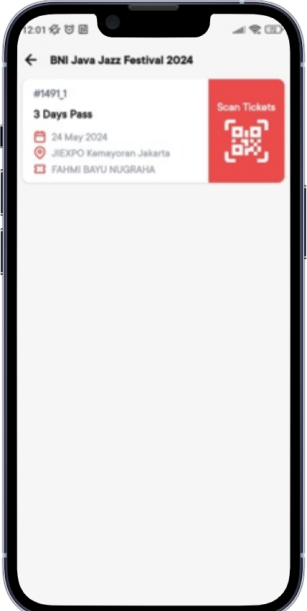 12:01
BNI Java Jazz Festival 2024
#1491_1
3 Days Pass
Scan Tickets
24 May 2024
JIEXPO Kemayoran Jakarta
FAHMI BAYU NUGRAHA